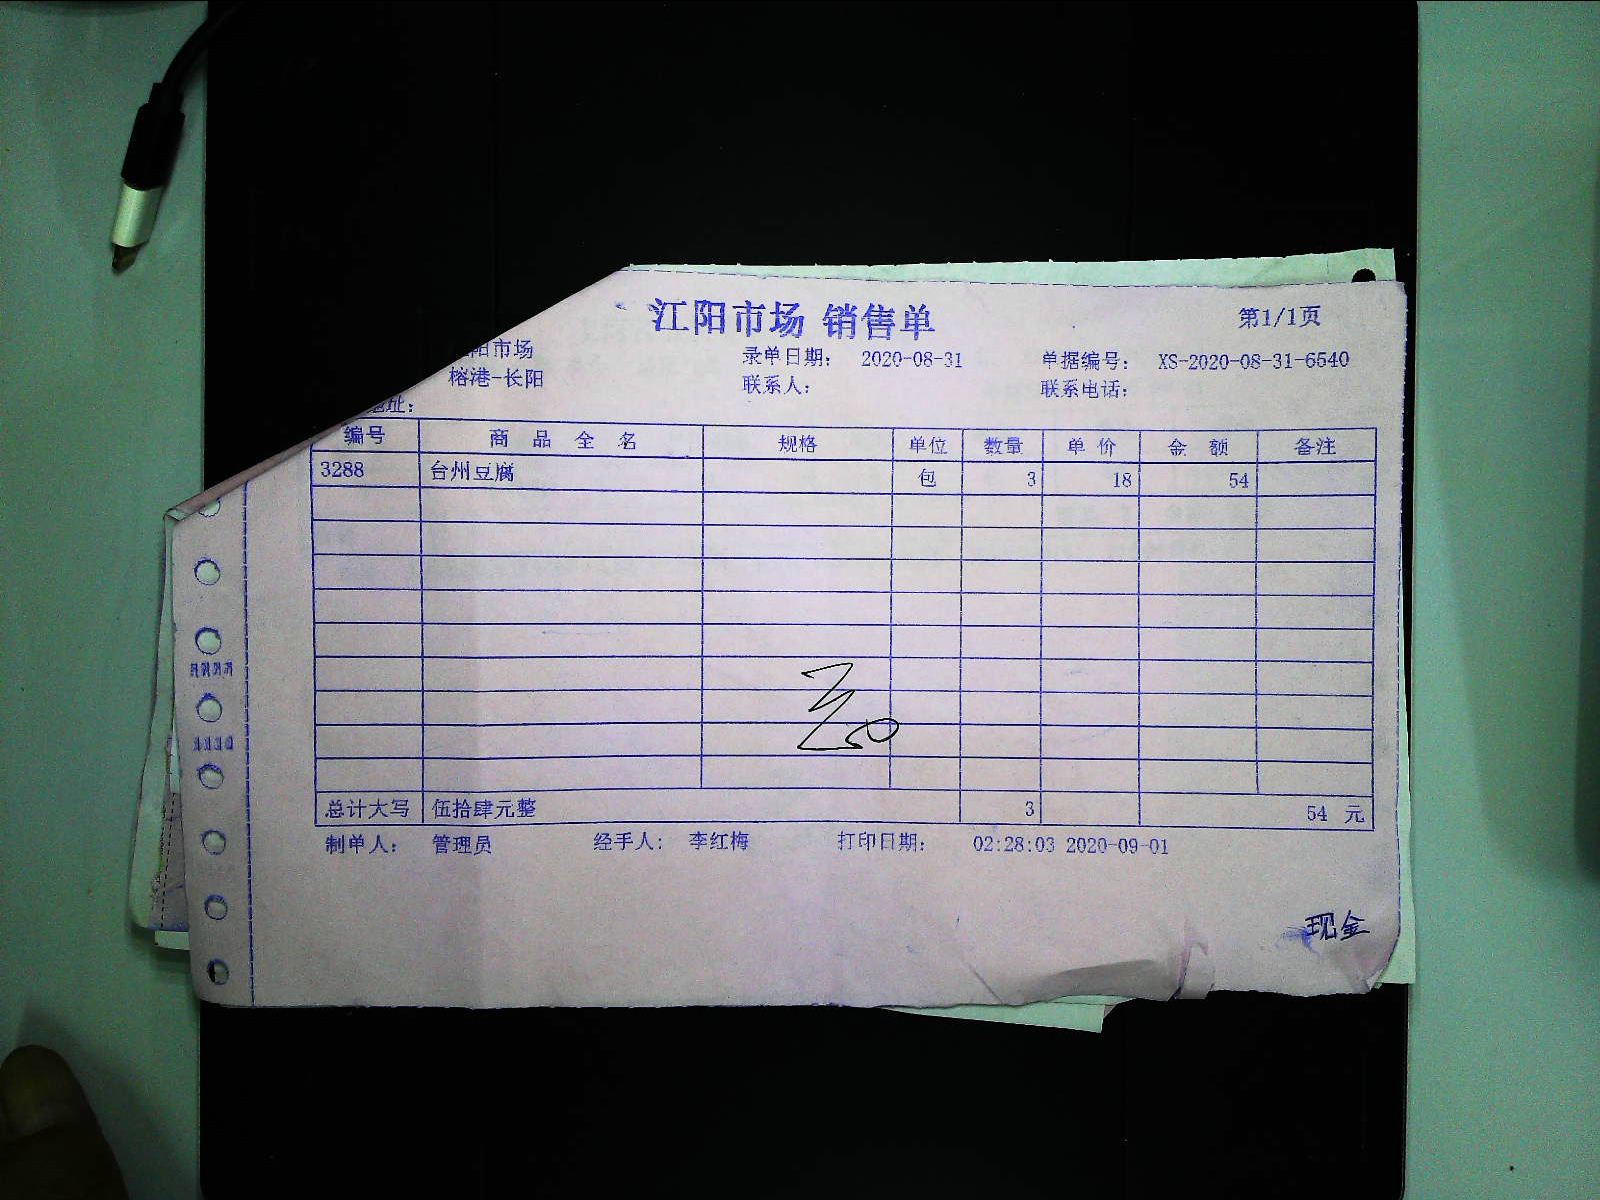 江阳市场 销售单
第1/1页
阳市场
录单日期： 2020-08-31
单据编号： XS-2020-08-31-6540
榕港-长阳
联系人：
联系电话：
地址：
编号 商品全名 规格 单位 数量 单价 金额 备注
3288 台州豆腐 包 3 18 54
总计大写 伍拾肆元整 3 54 元
制单人： 管理员 经手人： 李红梅 打印日期： 02:28:03 2020-09-01
现金